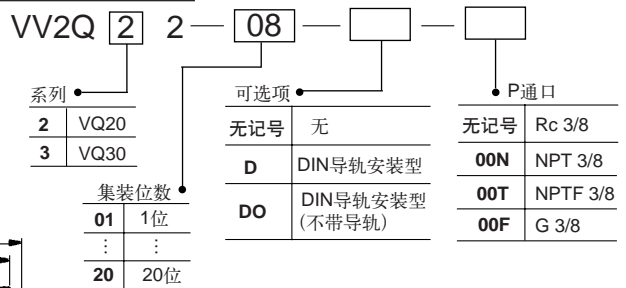 VV2Q 2 2 — 08 — —
系列
2 VQ20
3 VQ30
集装位数
01 1位
⋮ ⋮
20 20位
可选项
无记号 无
D DIN导轨安装型
DO DIN导轨安装型
(不带导轨)
P通口
无记号 Rc 3/8
00N NPT 3/8
00T NPTF 3/8
00F G 3/8